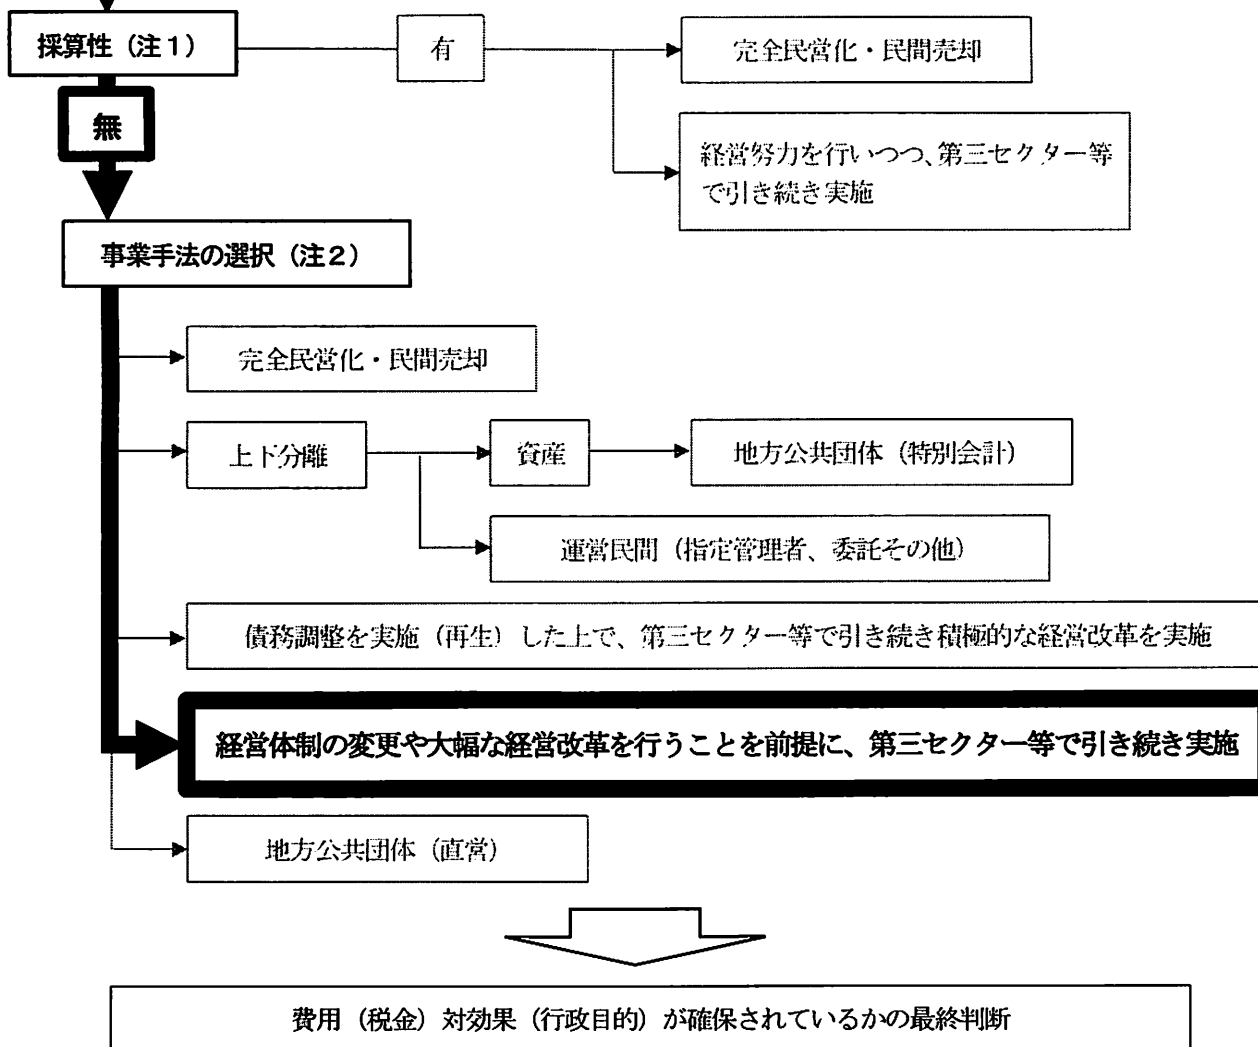 採算性（注１）
有
完全民営化・民間売却
無
経営努力を行いつつ、第三セクター等
で引き続き実施
事業手法の選択（注２）
完全民営化・民間売却
上下分離
資産
地方公共団体（特別会計）
運営民間（指定管理者、委託その他）
債務調整を実施（再生）した上で、第三セクター等で引き続き積極的な経営改革を実施
経営体制の変更や大幅な経営改革を行うことを前提に、第三セクター等で引き続き実施
地方公共団体（直営）
費用（税金）対効果（行政目的）が確保されているかの最終判断